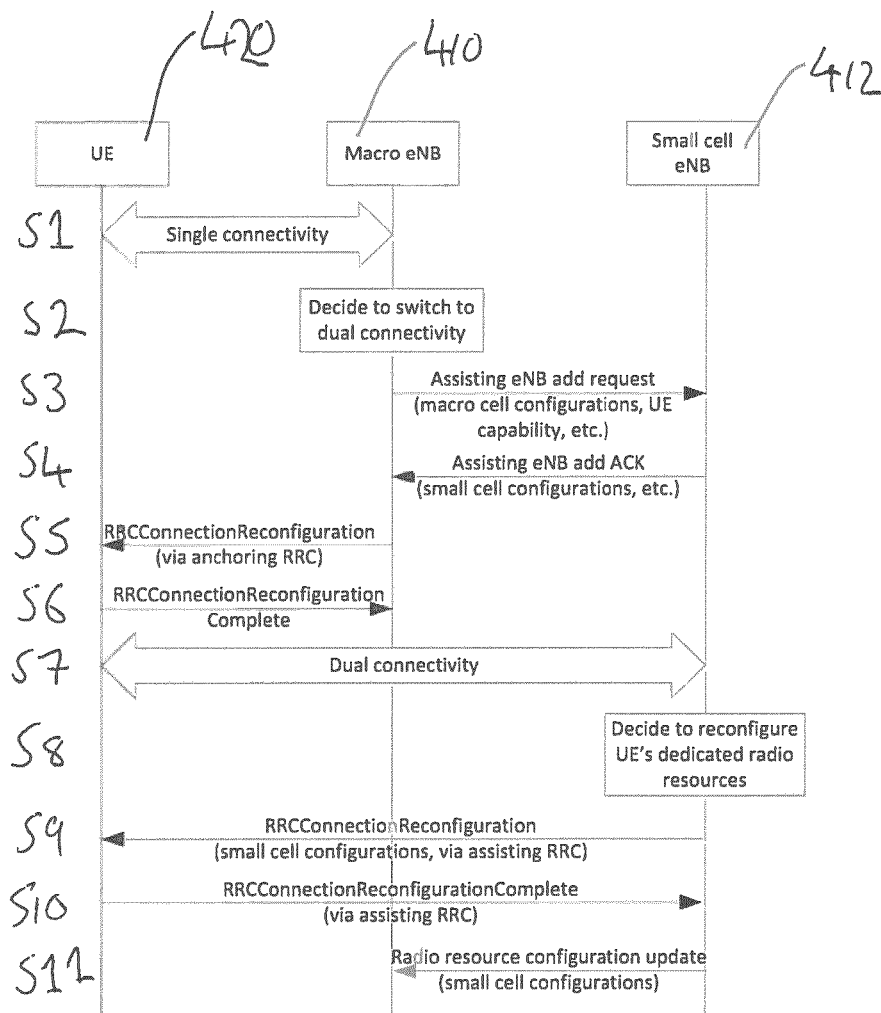 420
410
412
UE
Macro eNB
Small cell
eNB
S1
Single connectivity
S2
Decide to switch to
dual connectivity
S3
Assisting eNB add request
(macro cell configurations, UE
capability, etc.)
S4
Assisting eNB add ACK
(small cell configurations, etc.)
S5
RRCConnectionReconfiguration
(via anchoring RRC)
S6
RRCConnectionReconfiguration
Complete
S7
Dual connectivity
S8
Decide to reconfigure
UE's dedicated radio
resources
S9
RRCConnectionReconfiguration
(small cell configurations, via assisting RRC)
S10
RRCConnectionReconfigurationComplete
(via assisting RRC)
S11
Radio resource configuration update
(small cell configurations)